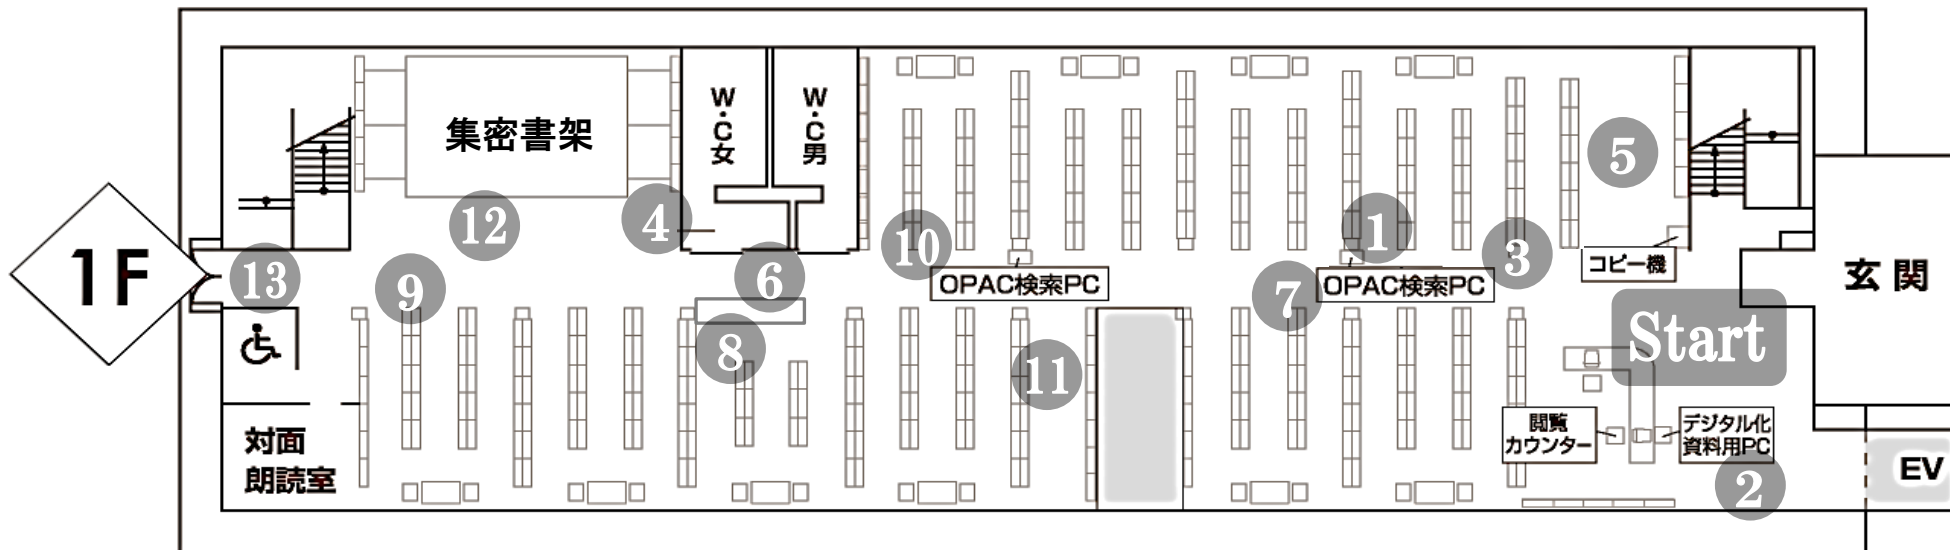 1F
集密書架
W・C女
W・C男
OPAC検索PC
OPAC検索PC
コピー機
玄関
Start
閲覧
カウンター
デジタル化
資料用PC
EV
対面
朗読室
1
2
3
4
5
6
7
8
9
10
11
12
13